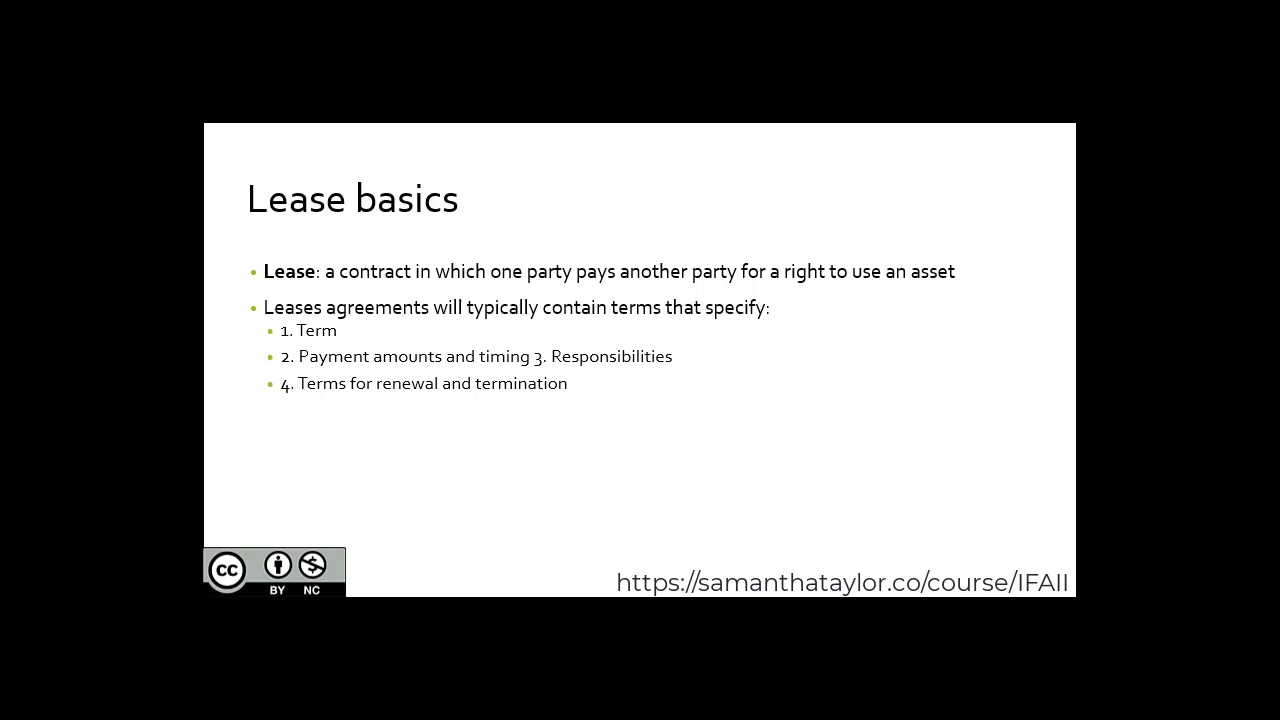 Lease basics
• Lease: a contract in which one party pays another party for a right to use an asset
• Leases agreements will typically contain terms that specify:
• 1. Term
• 2. Payment amounts and timing 3. Responsibilities
• 4. Terms for renewal and termination
cc
BY NC
https://samanthataylor.co/course/IFAII